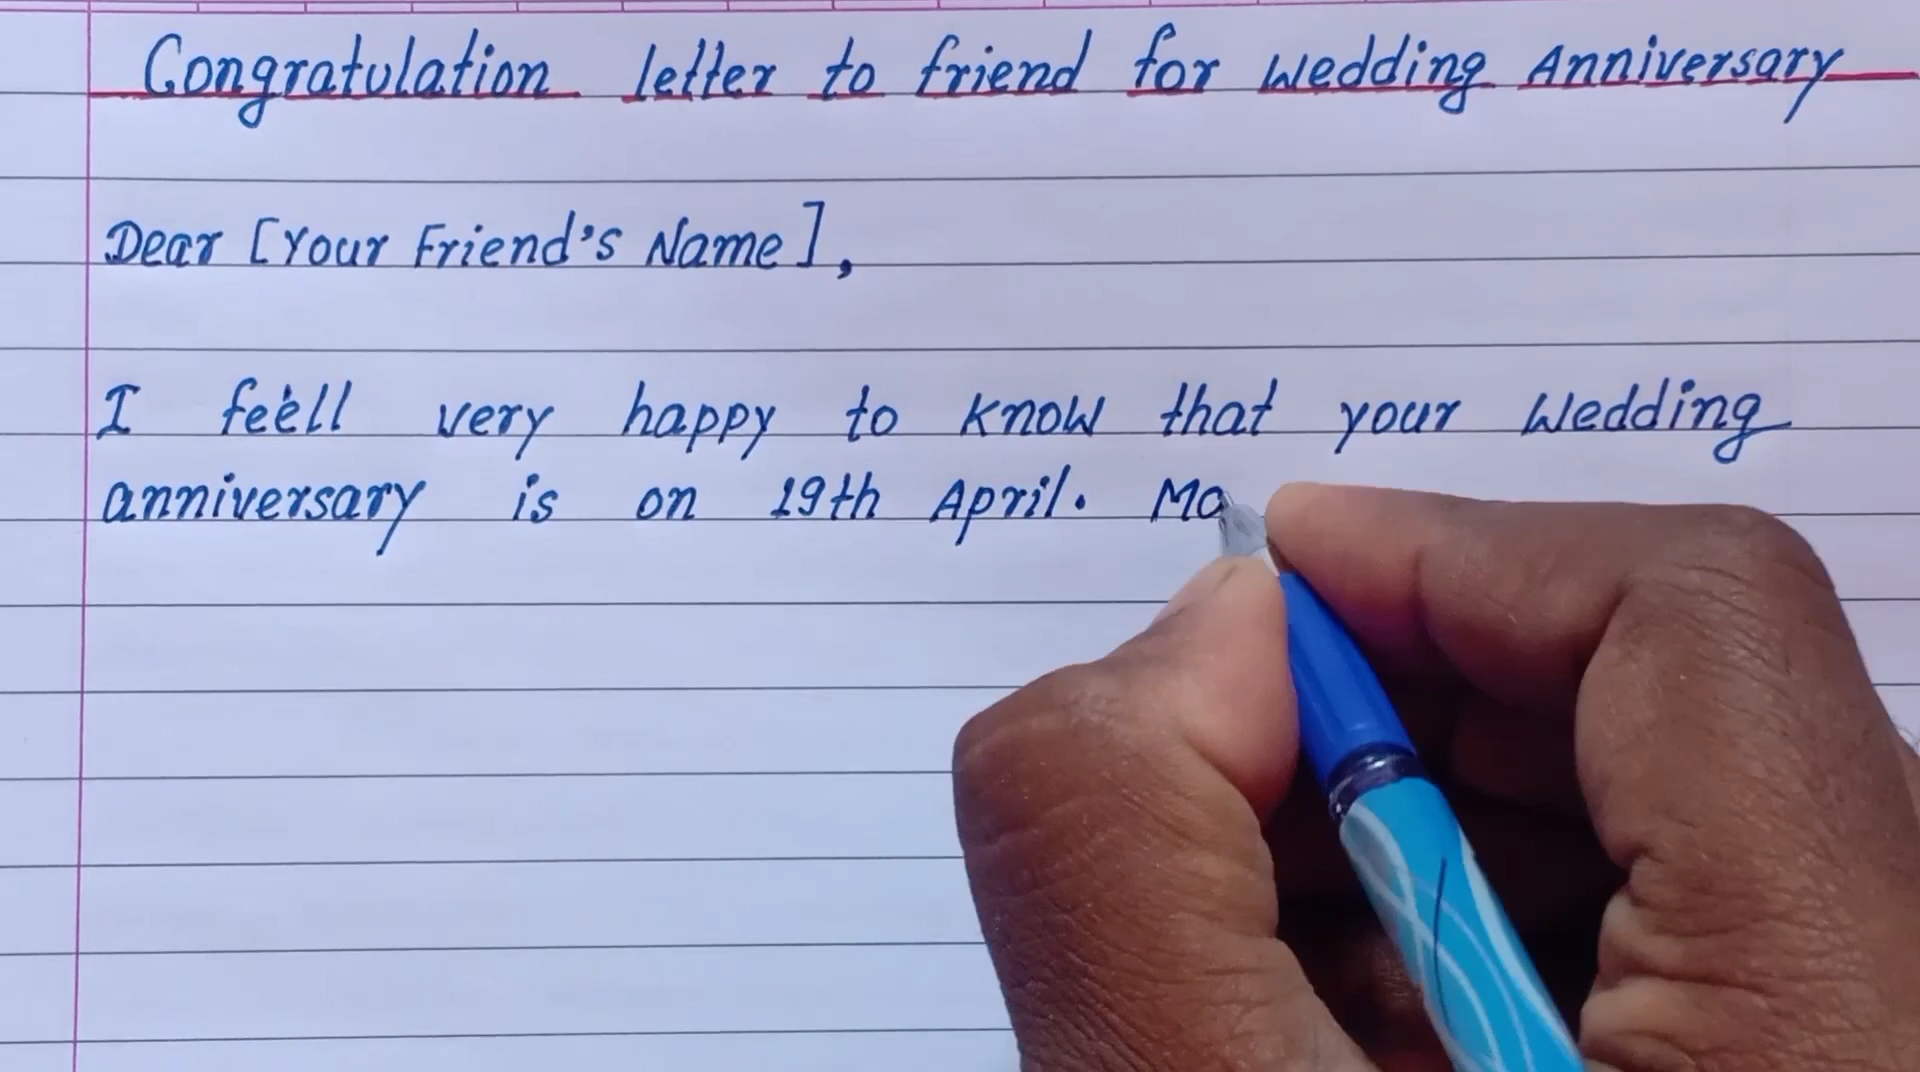 Congratulation letter to friend for wedding Anniversary
Dear [Your Friend's Name],
I feell very happy to know that your wedding
anniversary is on 19th April. Ma